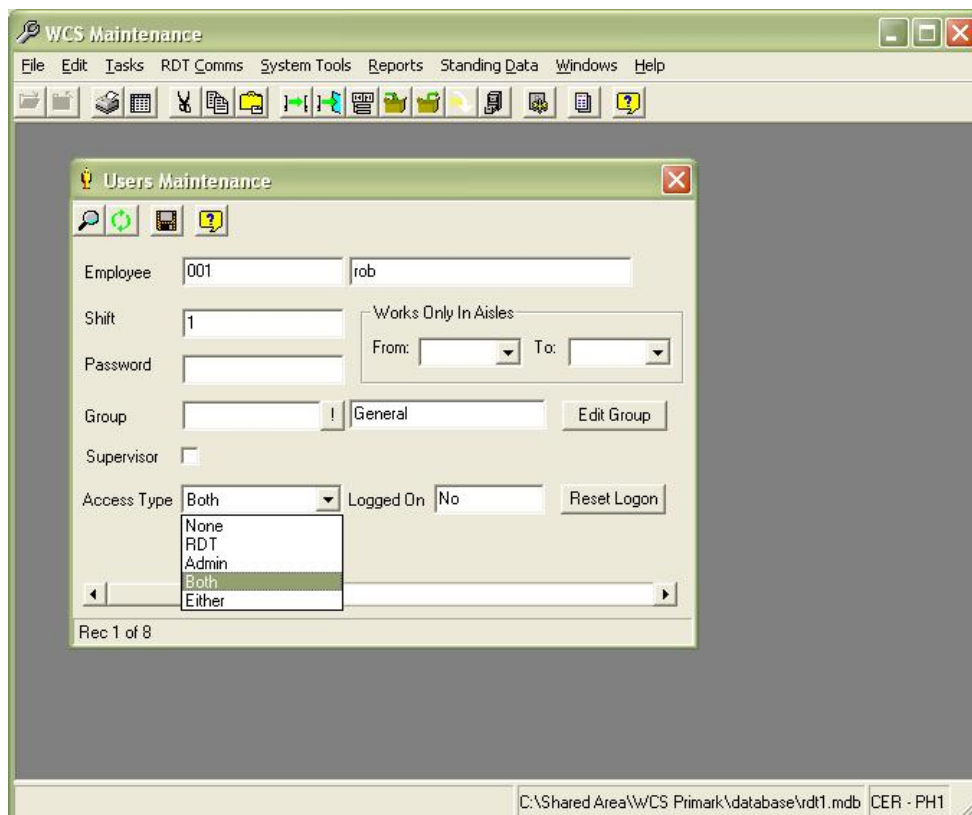 WCS Maintenance
File Edit Tasks RDT Comms System Tools Reports Standing Data Windows Help
Users Maintenance
Employee 001 rob
Shift 1
Works Only In Aisles
From: To:
Password
Group ! General Edit Group
Supervisor
Access Type Both Logged On No Reset Logon
None
RDT
Admin
Both
Either
Rec 1 of 8
C:\Shared Area\WCS Primark\database\rdt1.mdb CER - PH1